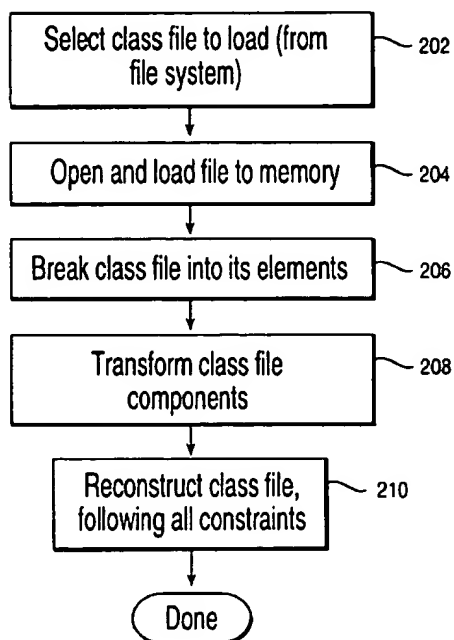 Select class file to load (from
file system)
202
Open and load file to memory
204
Break class file into its elements
206
Transform class file
components
208
Reconstruct class file,
following all constraints
210
Done